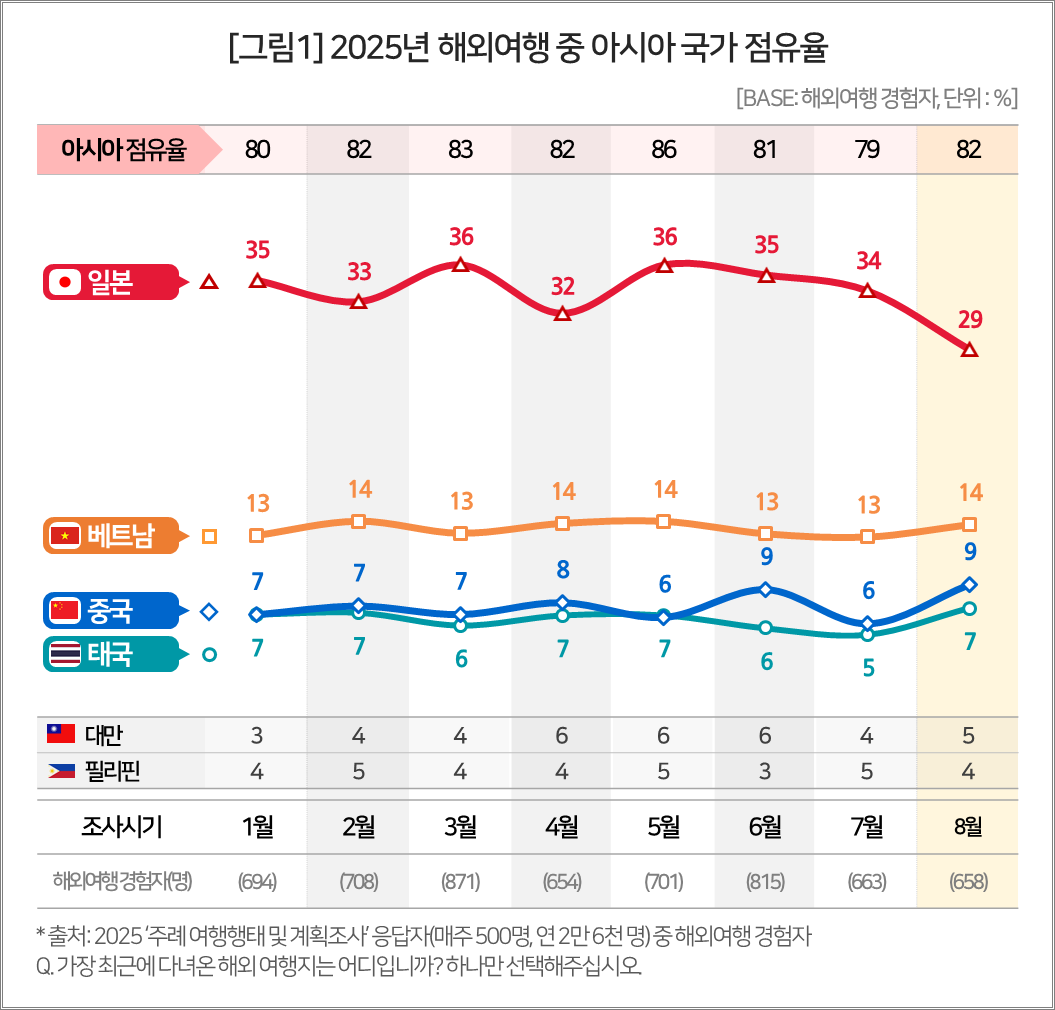 [그림1] 2025년 해외여행 중 아시아 국가 점유율
[BASE: 해외여행 경험자, 단위 : %]
아시아 점유율 80 82 83 82 86 81 79 82
일본 35 33 36 32 36 35 34 29
베트남 13 14 13 14 14 13 13 14
중국 7 7 7 8 6 9 6 9
태국 7 7 6 7 7 6 5 7
대만 3 4 4 6 6 6 4 5
필리핀 4 5 4 4 5 3 5 4
조사시기 1월 2월 3월 4월 5월 6월 7월 8월
해외여행 경험자(명) (694) (708) (871) (654) (701) (815) (663) (658)
* 출처: 2025 ‘주례 여행행태 및 계획조사’ 응답자(매주 500명, 연 2만 6천 명) 중 해외여행 경험자
Q. 가장 최근에 다녀온 해외 여행지는 어디입니까? 하나만 선택해주십시오.